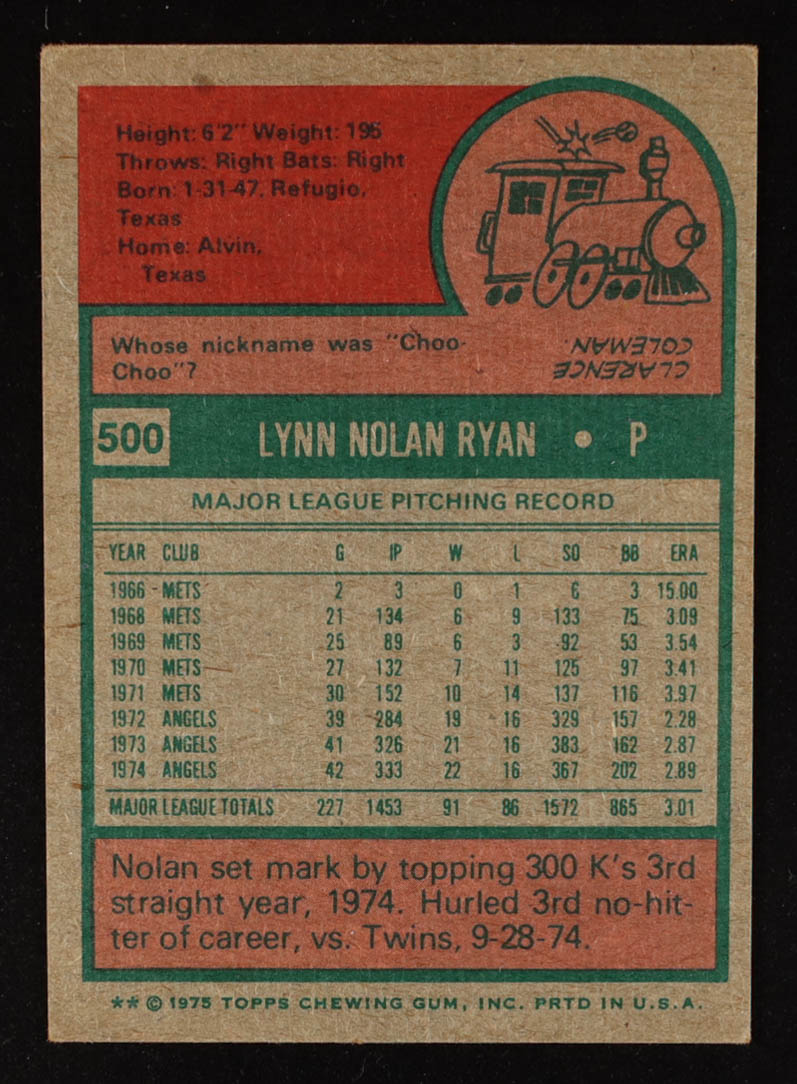 Height: 6'2" Weight: 195
Throws: Right Bats: Right
Born: 1-31-47, Refugio,
Texas
Home: Alvin,
Texas
Whose nickname was "Choo-
Choo"?
CLARENCE
COLEMAN.
500 LYNN NOLAN RYAN • P
MAJOR LEAGUE PITCHING RECORD
YEAR CLUB G IP W L SO BB ERA
1966 METS 2 3 0 1 6 3 15.00
1968 METS 21 134 6 9 133 75 3.09
1969 METS 25 89 6 3 92 53 3.54
1970 METS 27 132 7 11 125 97 3.41
1971 METS 30 152 10 14 137 116 3.97
1972 ANGELS 39 284 19 16 329 157 2.28
1973 ANGELS 41 326 21 16 383 162 2.87
1974 ANGELS 42 333 22 16 367 202 2.89
MAJOR LEAGUE TOTALS 227 1453 91 86 1572 865 3.01
Nolan set mark by topping 300 K's 3rd
straight year, 1974. Hurled 3rd no-hit-
ter of career, vs. Twins, 9-28-74.
** © 1975 TOPPS CHEWING GUM, INC. PRTD IN U.S.A.